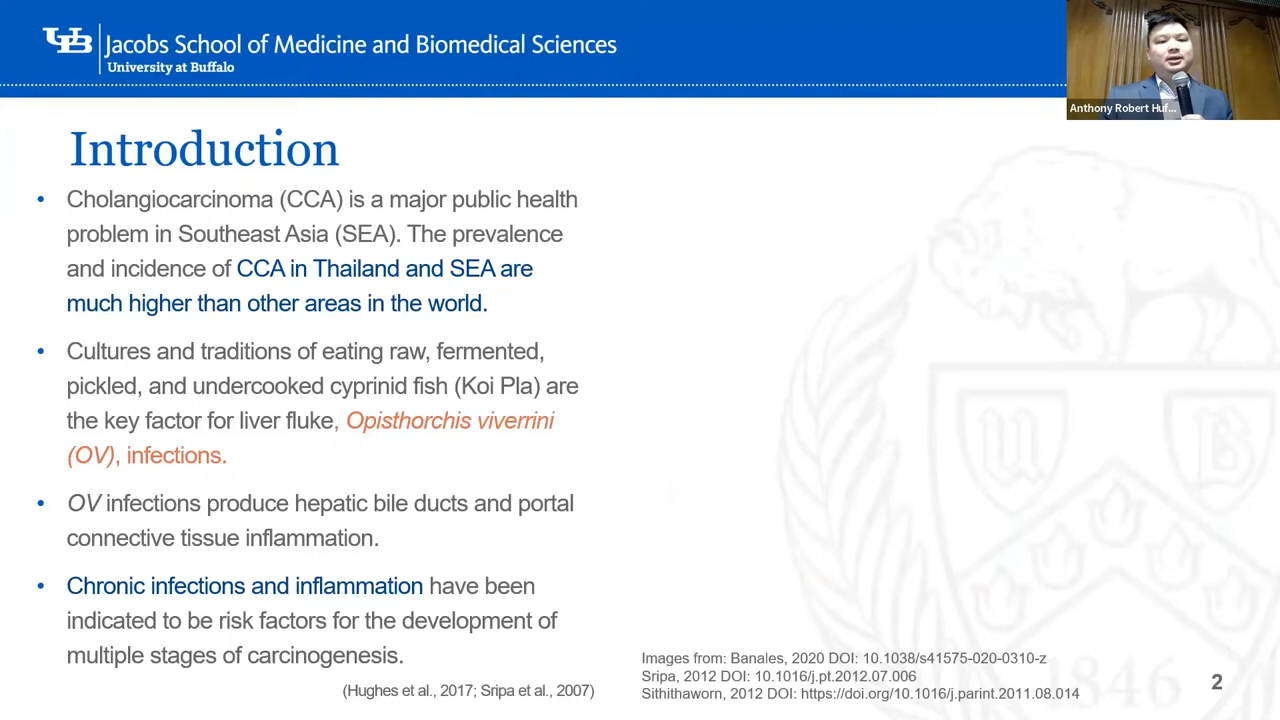 UB Jacobs School of Medicine and Biomedical Sciences
University at Buffalo
Anthony Robert Huf...
Introduction
• Cholangiocarcinoma (CCA) is a major public health
problem in Southeast Asia (SEA). The prevalence
and incidence of CCA in Thailand and SEA are
much higher than other areas in the world.
• Cultures and traditions of eating raw, fermented,
pickled, and undercooked cyprinid fish (Koi Pla) are
the key factor for liver fluke, Opisthorchis viverrini
(OV), infections.
• OV infections produce hepatic bile ducts and portal
connective tissue inflammation.
• Chronic infections and inflammation have been
indicated to be risk factors for the development of
multiple stages of carcinogenesis.
(Hughes et al., 2017; Sripa et al., 2007)
Images from: Banales, 2020 DOI: 10.1038/s41575-020-0310-z
Sripa, 2012 DOI: 10.1016/j.pt.2012.07.006
Sithithaworn, 2012 DOI: https://doi.org/10.1016/j.parint.2011.08.014
2
U B
1846